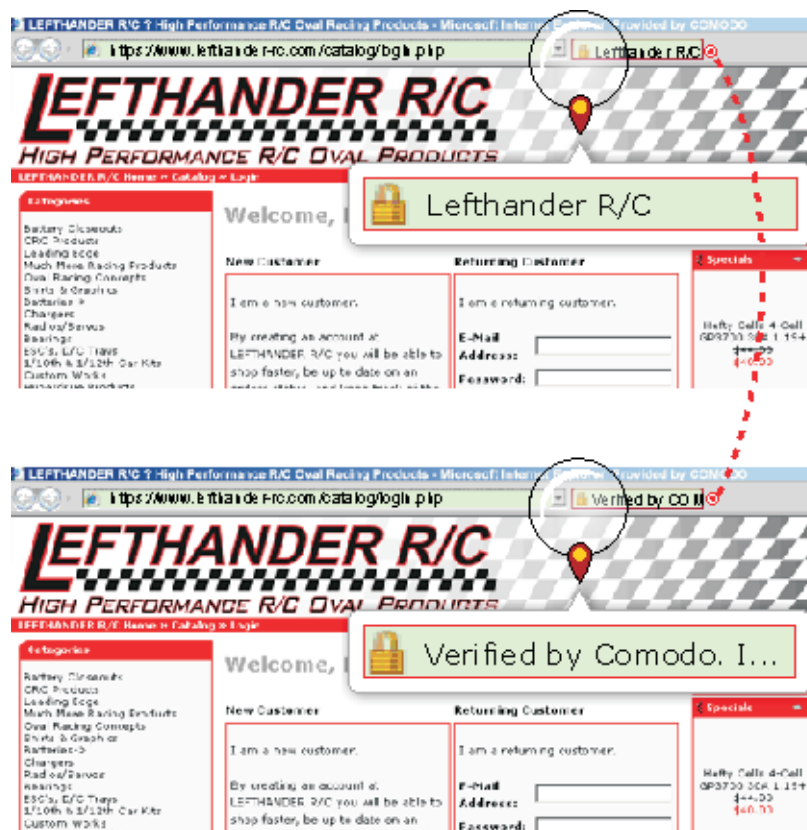 LEFTHANDER R/C ? High Performance R/C Oval Racing Products - Microsoft Internet Provided by COMODO
https://www.lefthander-rc.com/catalog/login.php Lefthander R/C
LEFTHANDER R/C
HIGH PERFORMANCE R/C OVAL PRODUCTS
LEFTHANDER R/C Home » Catalog » Login
Lefthander R/C
Categories
Welcome,
Battery Closeouts
CRC Products
Leading Edge
Much More Racing Products
Oval Racing Concepts
Shirts & Graphics
Batteries->
Chargers
Radios/Servos
Bearings
ESC's, E/C Trays
1/10th & 1/12th Car Kits
Custom Works
New Customer
I am a new customer.
By creating an account at
LEFTHANDER R/C you will be able to
shop faster, be up to date on an
Returning Customer
I am a returning customer.
E-Mail
Address:
Password:
Specials
Hefty Cells 4-Cell
$44.99
$40.99
LEFTHANDER R/C ? High Performance R/C Oval Racing Products - Microsoft Internet Provided by COMODO
https://www.lefthander-rc.com/catalog/login.php Verified by COM
LEFTHANDER R/C
HIGH PERFORMANCE R/C OVAL PRODUCTS
LEFTHANDER R/C Home » Catalog » Login
Verified by Comodo. I...
Categories
Welcome,
Battery Closeouts
CRC Products
Leading Edge
Much More Racing Products
Oval Racing Concepts
Shirts & Graphics
Batteries->
Chargers
Radios/Servos
Bearings
ESC's, E/C Trays
1/10th & 1/12th Car Kits
Custom Works
New Customer
I am a new customer.
By creating an account at
LEFTHANDER R/C you will be able to
shop faster, be up to date on an
Returning Customer
I am a returning customer.
E-Mail
Address:
Password:
Specials
Hefty Cells 4-Cell
$44.99
$40.99